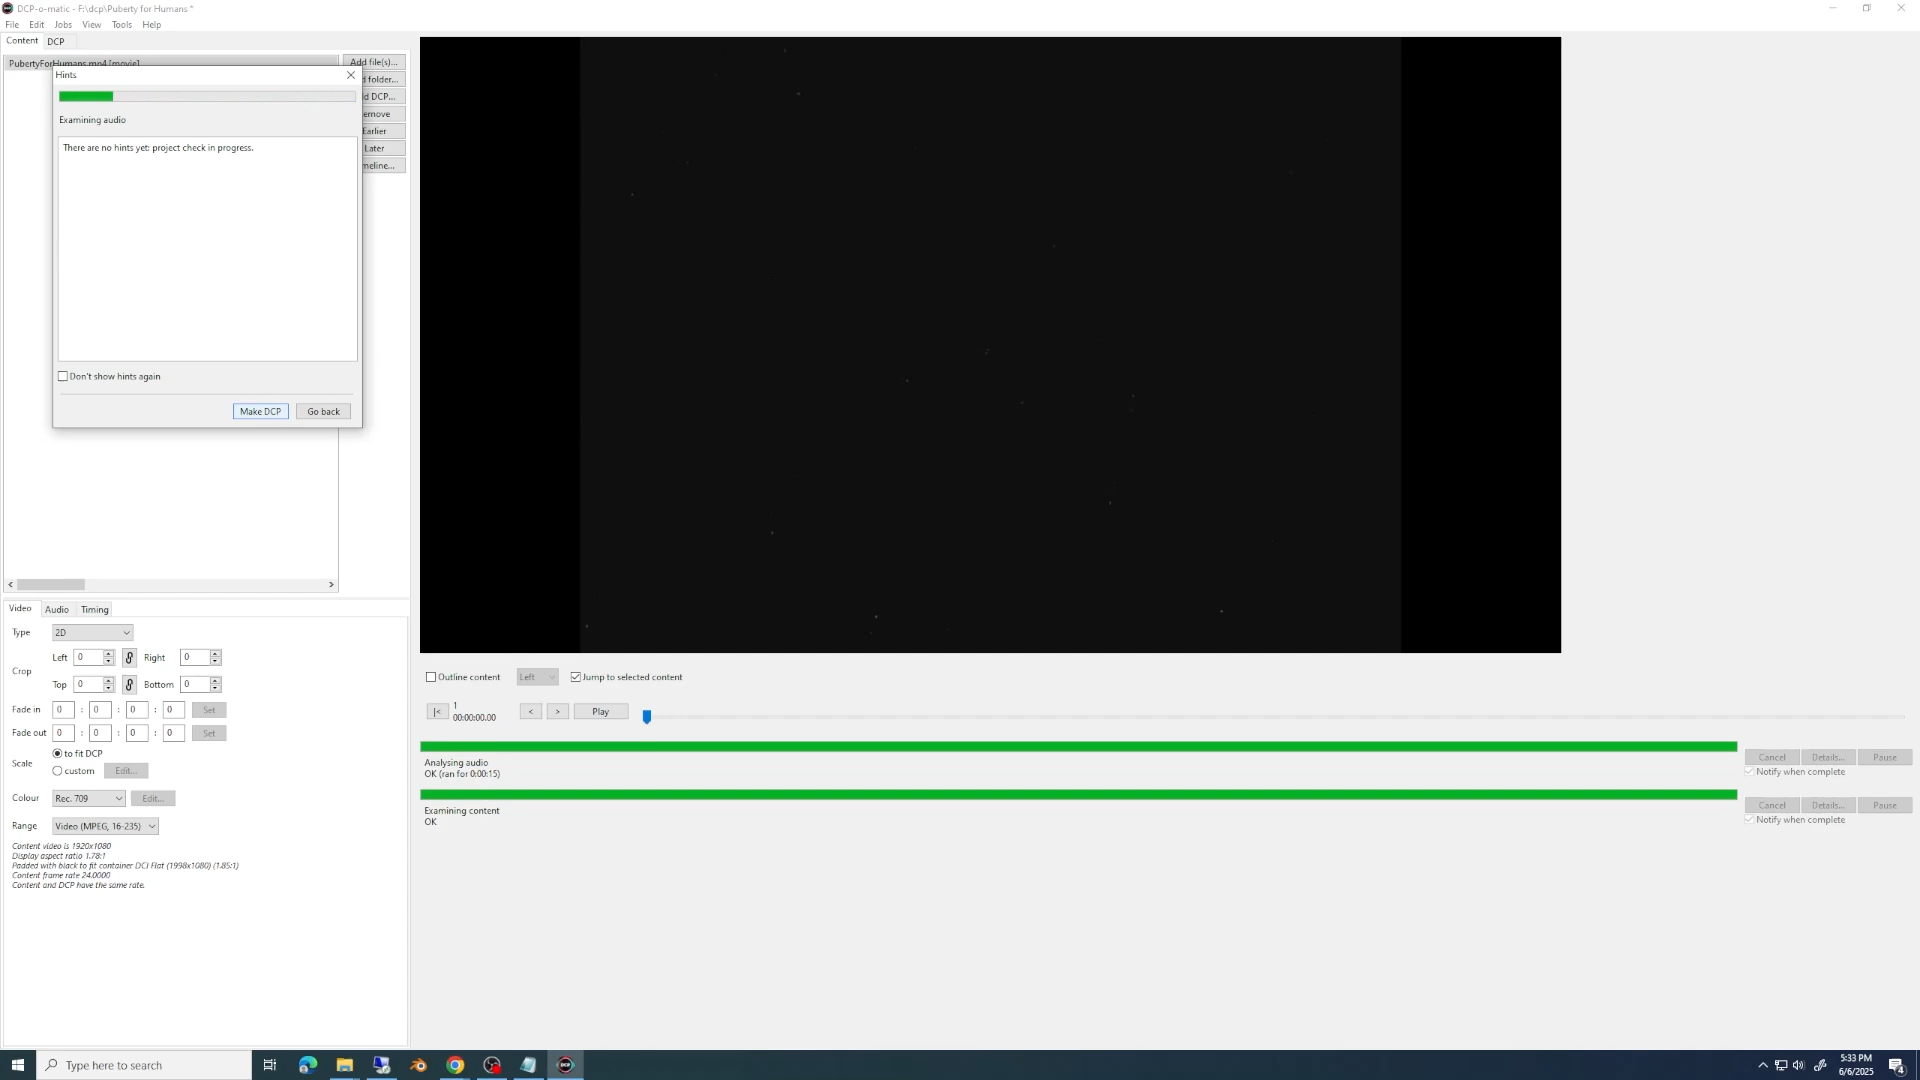 DCP-o-matic - F:\dcp\Puberty for Humans *
File Edit Jobs View Tools Help
Content DCP
PubertyForHumans.mp4 [movie]
Add file(s)...
d folder...
d DCP...
emove
Earlier
Later
meline...
Hints
Examining audio
There are no hints yet: project check in progress.
Don't show hints again
Make DCP Go back
Video Audio Timing
Type 2D
Crop
Left 0 Right 0
Top 0 Bottom 0
Fade in 0 : 0 : 0 : 0 Set
Fade out 0 : 0 : 0 : 0 Set
Scale
to fit DCP
custom Edit...
Colour Rec. 709 Edit...
Range Video (MPEG, 16-235)
Content video is 1920x1080
Display aspect ratio 1.78:1
Padded with black to fit container DCI Flat (1998x1080) (1.85:1)
Content frame rate 24.0000
Content and DCP have the same rate.
Outline content Left Jump to selected content
|< 1 00:00:00.00 < > Play
Analysing audio
OK (ran for 0:00:15)
Cancel Details... Pause
Notify when complete
Examining content
OK
Cancel Details... Pause
Notify when complete
Type here to search
5:33 PM
6/6/2025
4